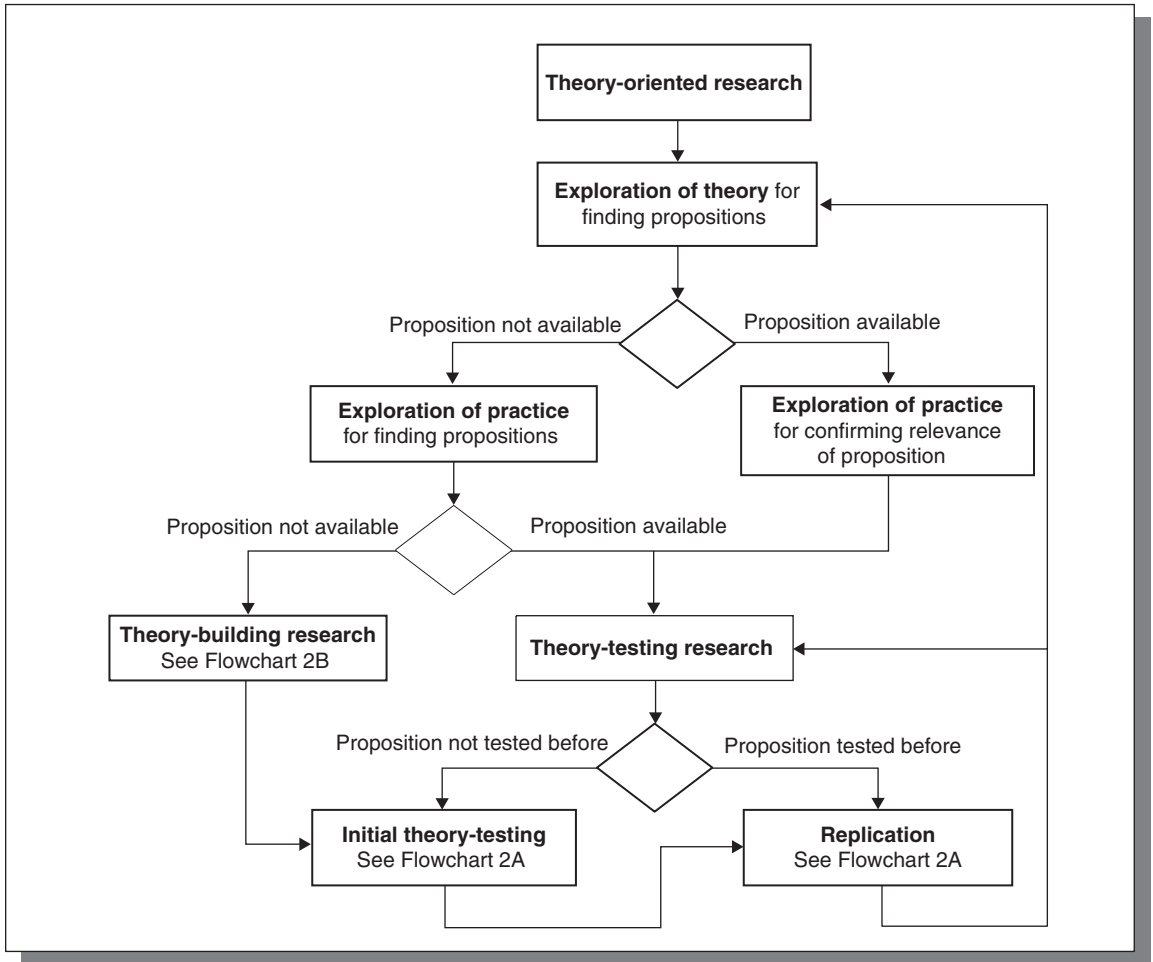 Theory-oriented research
Exploration of theory for
finding propositions
Proposition not available
Proposition available
Exploration of practice
for finding propositions
Exploration of practice
for confirming relevance
of proposition
Proposition not available
Proposition available
Theory-building research
See Flowchart 2B
Theory-testing research
Proposition not tested before
Proposition tested before
Initial theory-testing
See Flowchart 2A
Replication
See Flowchart 2A